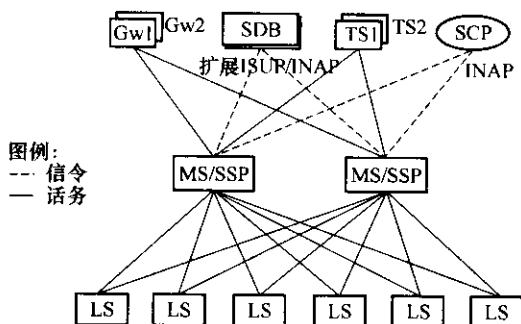 Gw1 Gw2 SDB TS1 TS2 SCP
扩展ISUP/INAP INAP
图例:
--- 信令
— 话务
MS/SSP MS/SSP
LS LS LS LS LS LS